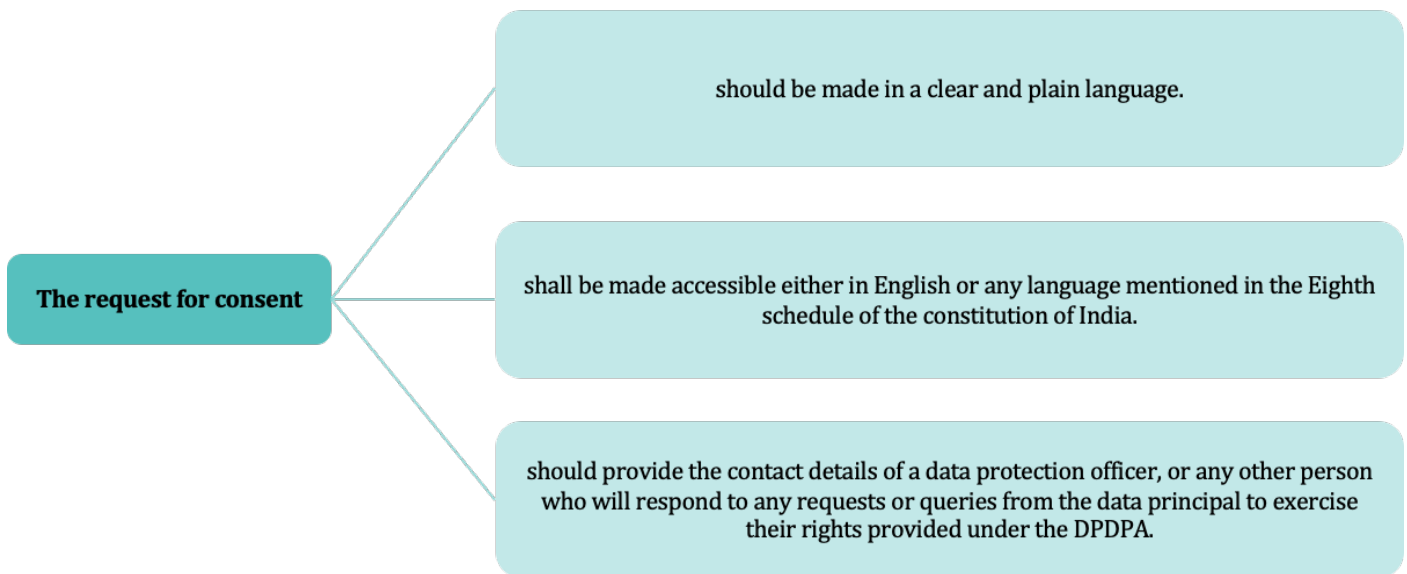 should be made in a clear and plain language.
The request for consent
shall be made accessible either in English or any language mentioned in the Eighth
schedule of the constitution of India.
should provide the contact details of a data protection officer, or any other person
who will respond to any requests or queries from the data principal to exercise
their rights provided under the DPDPA.